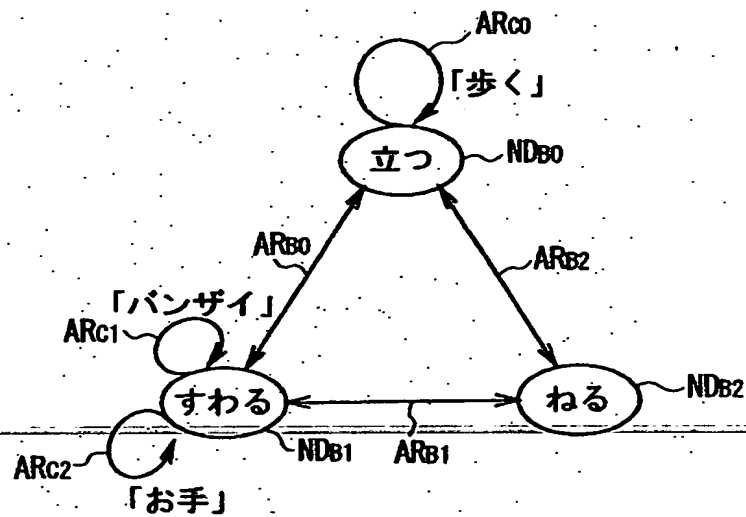 ARC0
「歩く」
立つ
NDB0
ARB0
ARB2
「バンザイ」
ARC1
すわる
ねる
NDB2
NDB1
ARB1
ARC2
「お手」